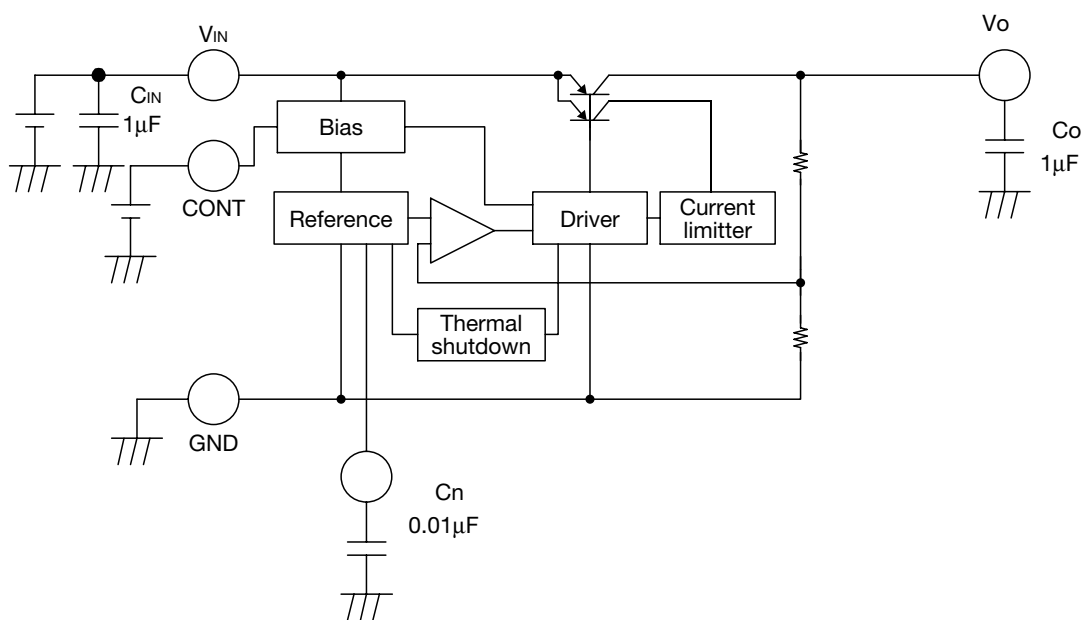 VIN
Vo
CIN
1μF
Bias
Co
1μF
CONT
Reference
Driver
Current
limitter
Thermal
shutdown
GND
Cn
0.01μF